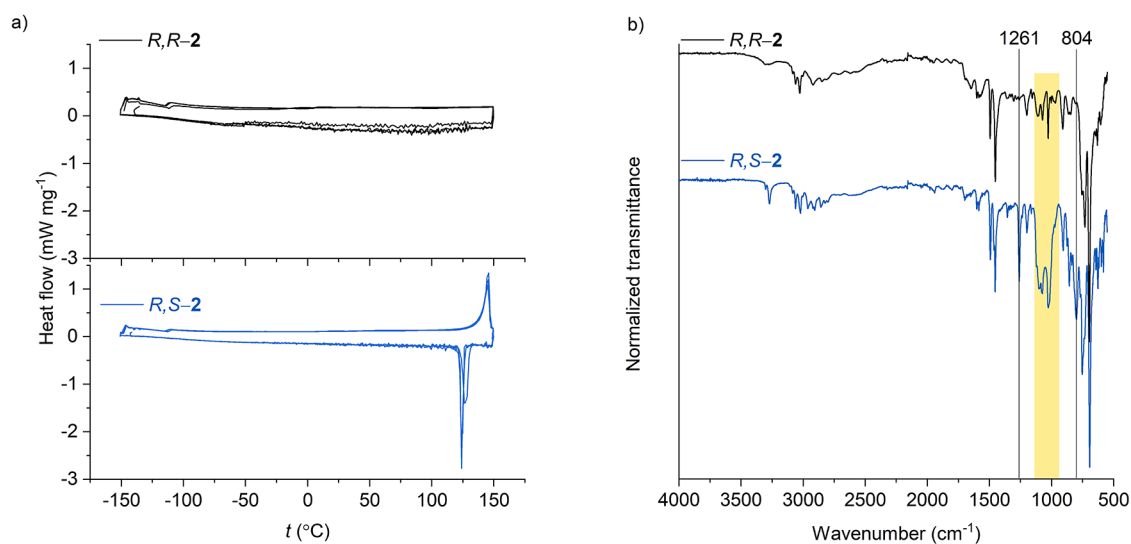 a)
R,R–2
1
0
-1
-2
-3
R,S–2
1
0
-1
-2
-3
-150 -100 -50 0 50 100 150
t (°C)
Heat flow (mW mg⁻¹)
b)
R,R–2
1261 804
R,S–2
4000 3500 3000 2500 2000 1500 1000 500
Wavenumber (cm⁻¹)
Normalized transmittance